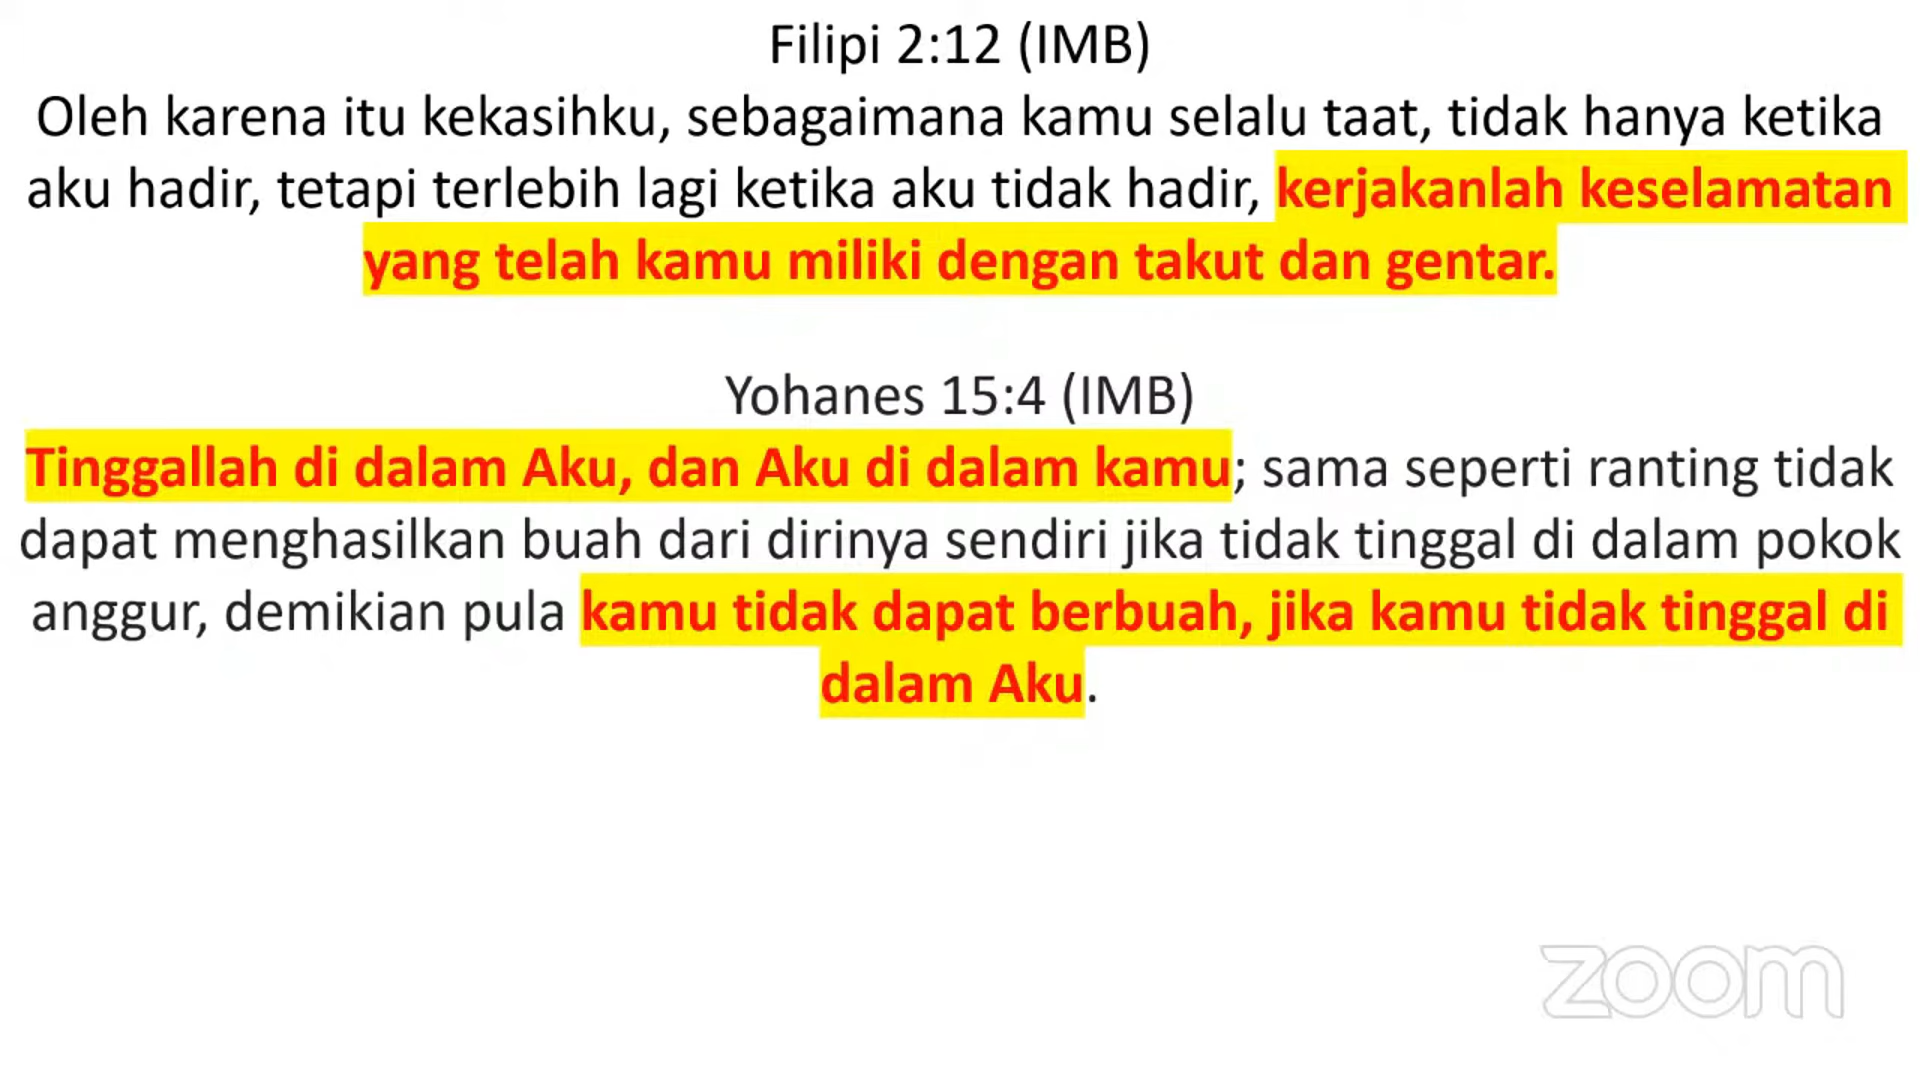 Filipi 2:12 (IMB)
Oleh karena itu kekasihku, sebagaimana kamu selalu taat, tidak hanya ketika
aku hadir, tetapi terlebih lagi ketika aku tidak hadir, kerjakanlah keselamatan
yang telah kamu miliki dengan takut dan gentar.
Yohanes 15:4 (IMB)
Tinggallah di dalam Aku, dan Aku di dalam kamu; sama seperti ranting tidak
dapat menghasilkan buah dari dirinya sendiri jika tidak tinggal di dalam pokok
anggur, demikian pula kamu tidak dapat berbuah, jika kamu tidak tinggal di
dalam Aku.
zoom